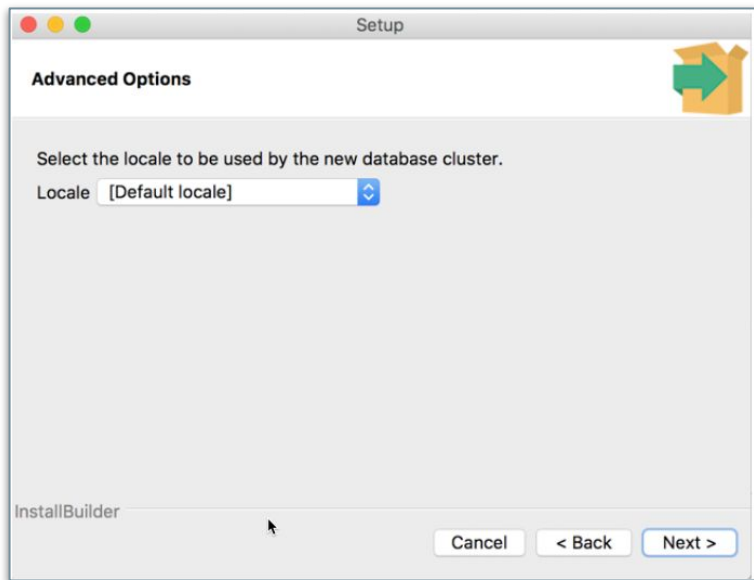 Setup
Advanced Options
Select the locale to be used by the new database cluster.
Locale [Default locale]
InstallBuilder
Cancel < Back Next >